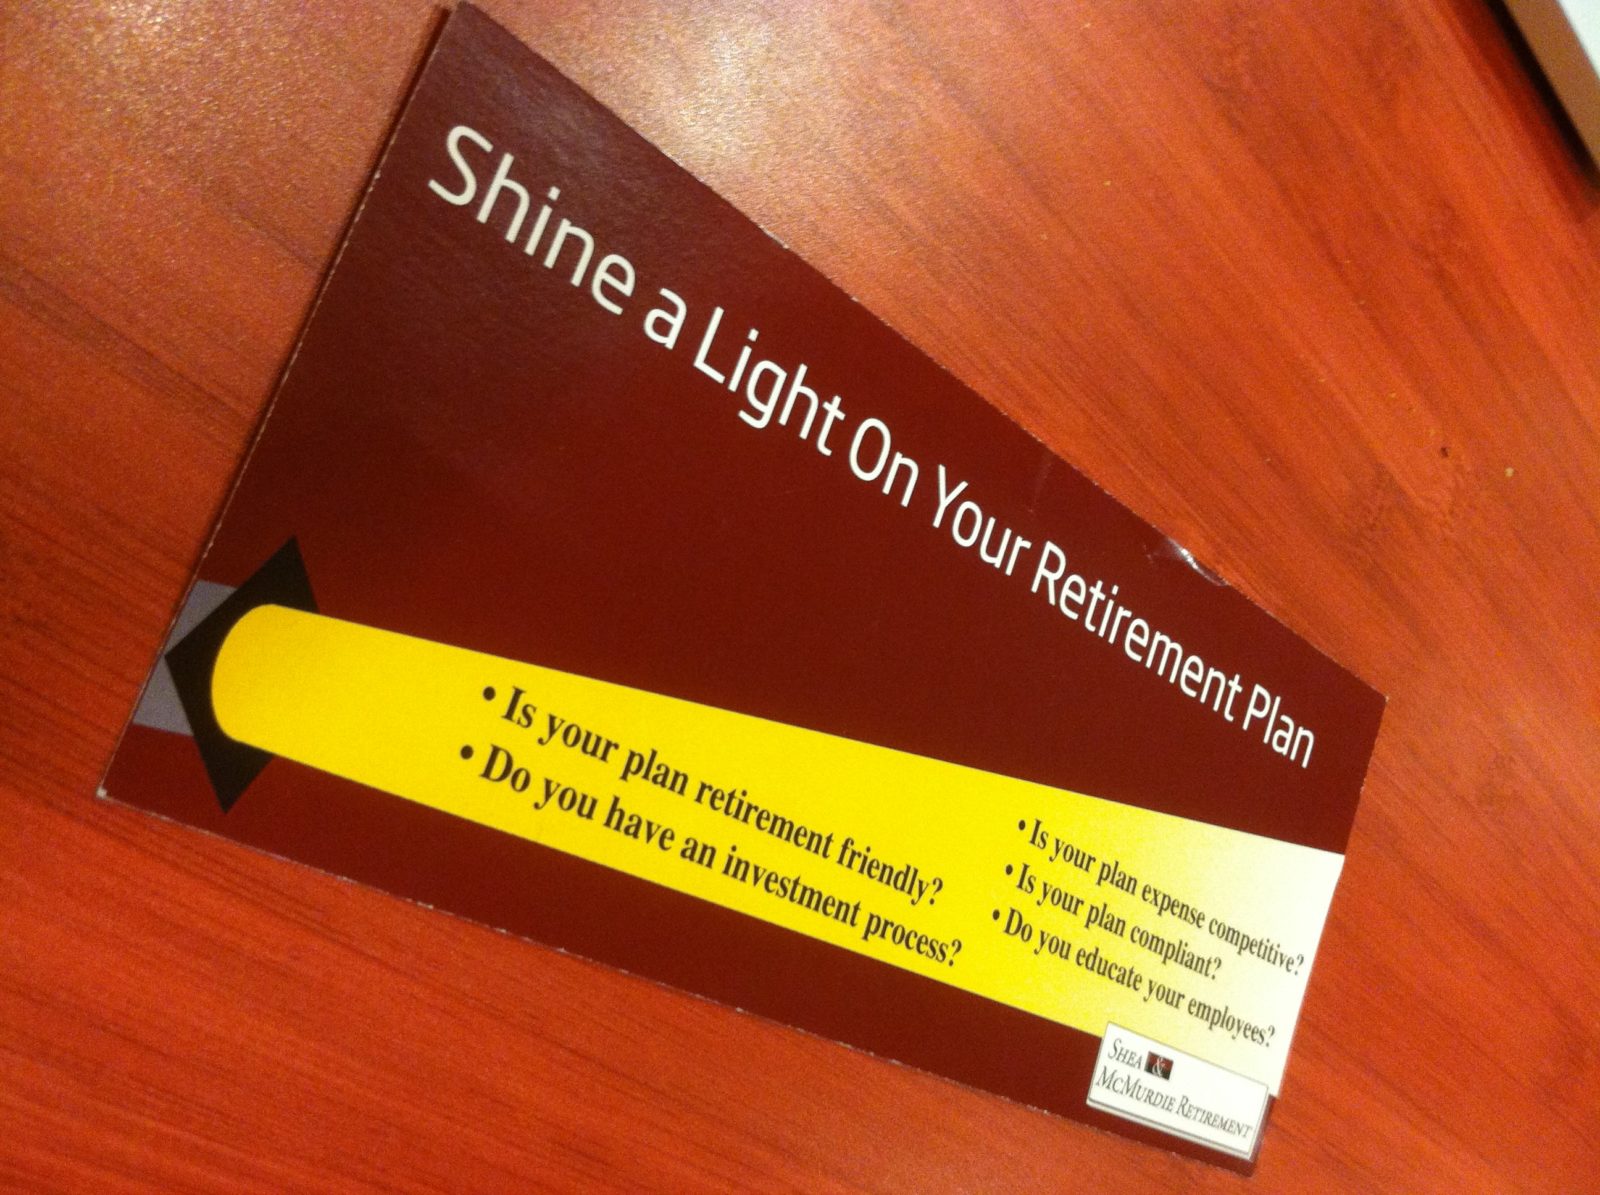 Shine a Light On Your Retirement Plan
• Is your plan retirement friendly?
• Do you have an investment process?
• Is your plan expense competitive?
• Is your plan compliant?
• Do you educate your employees?
SHEA &
MCMURDIE RETIREMENT